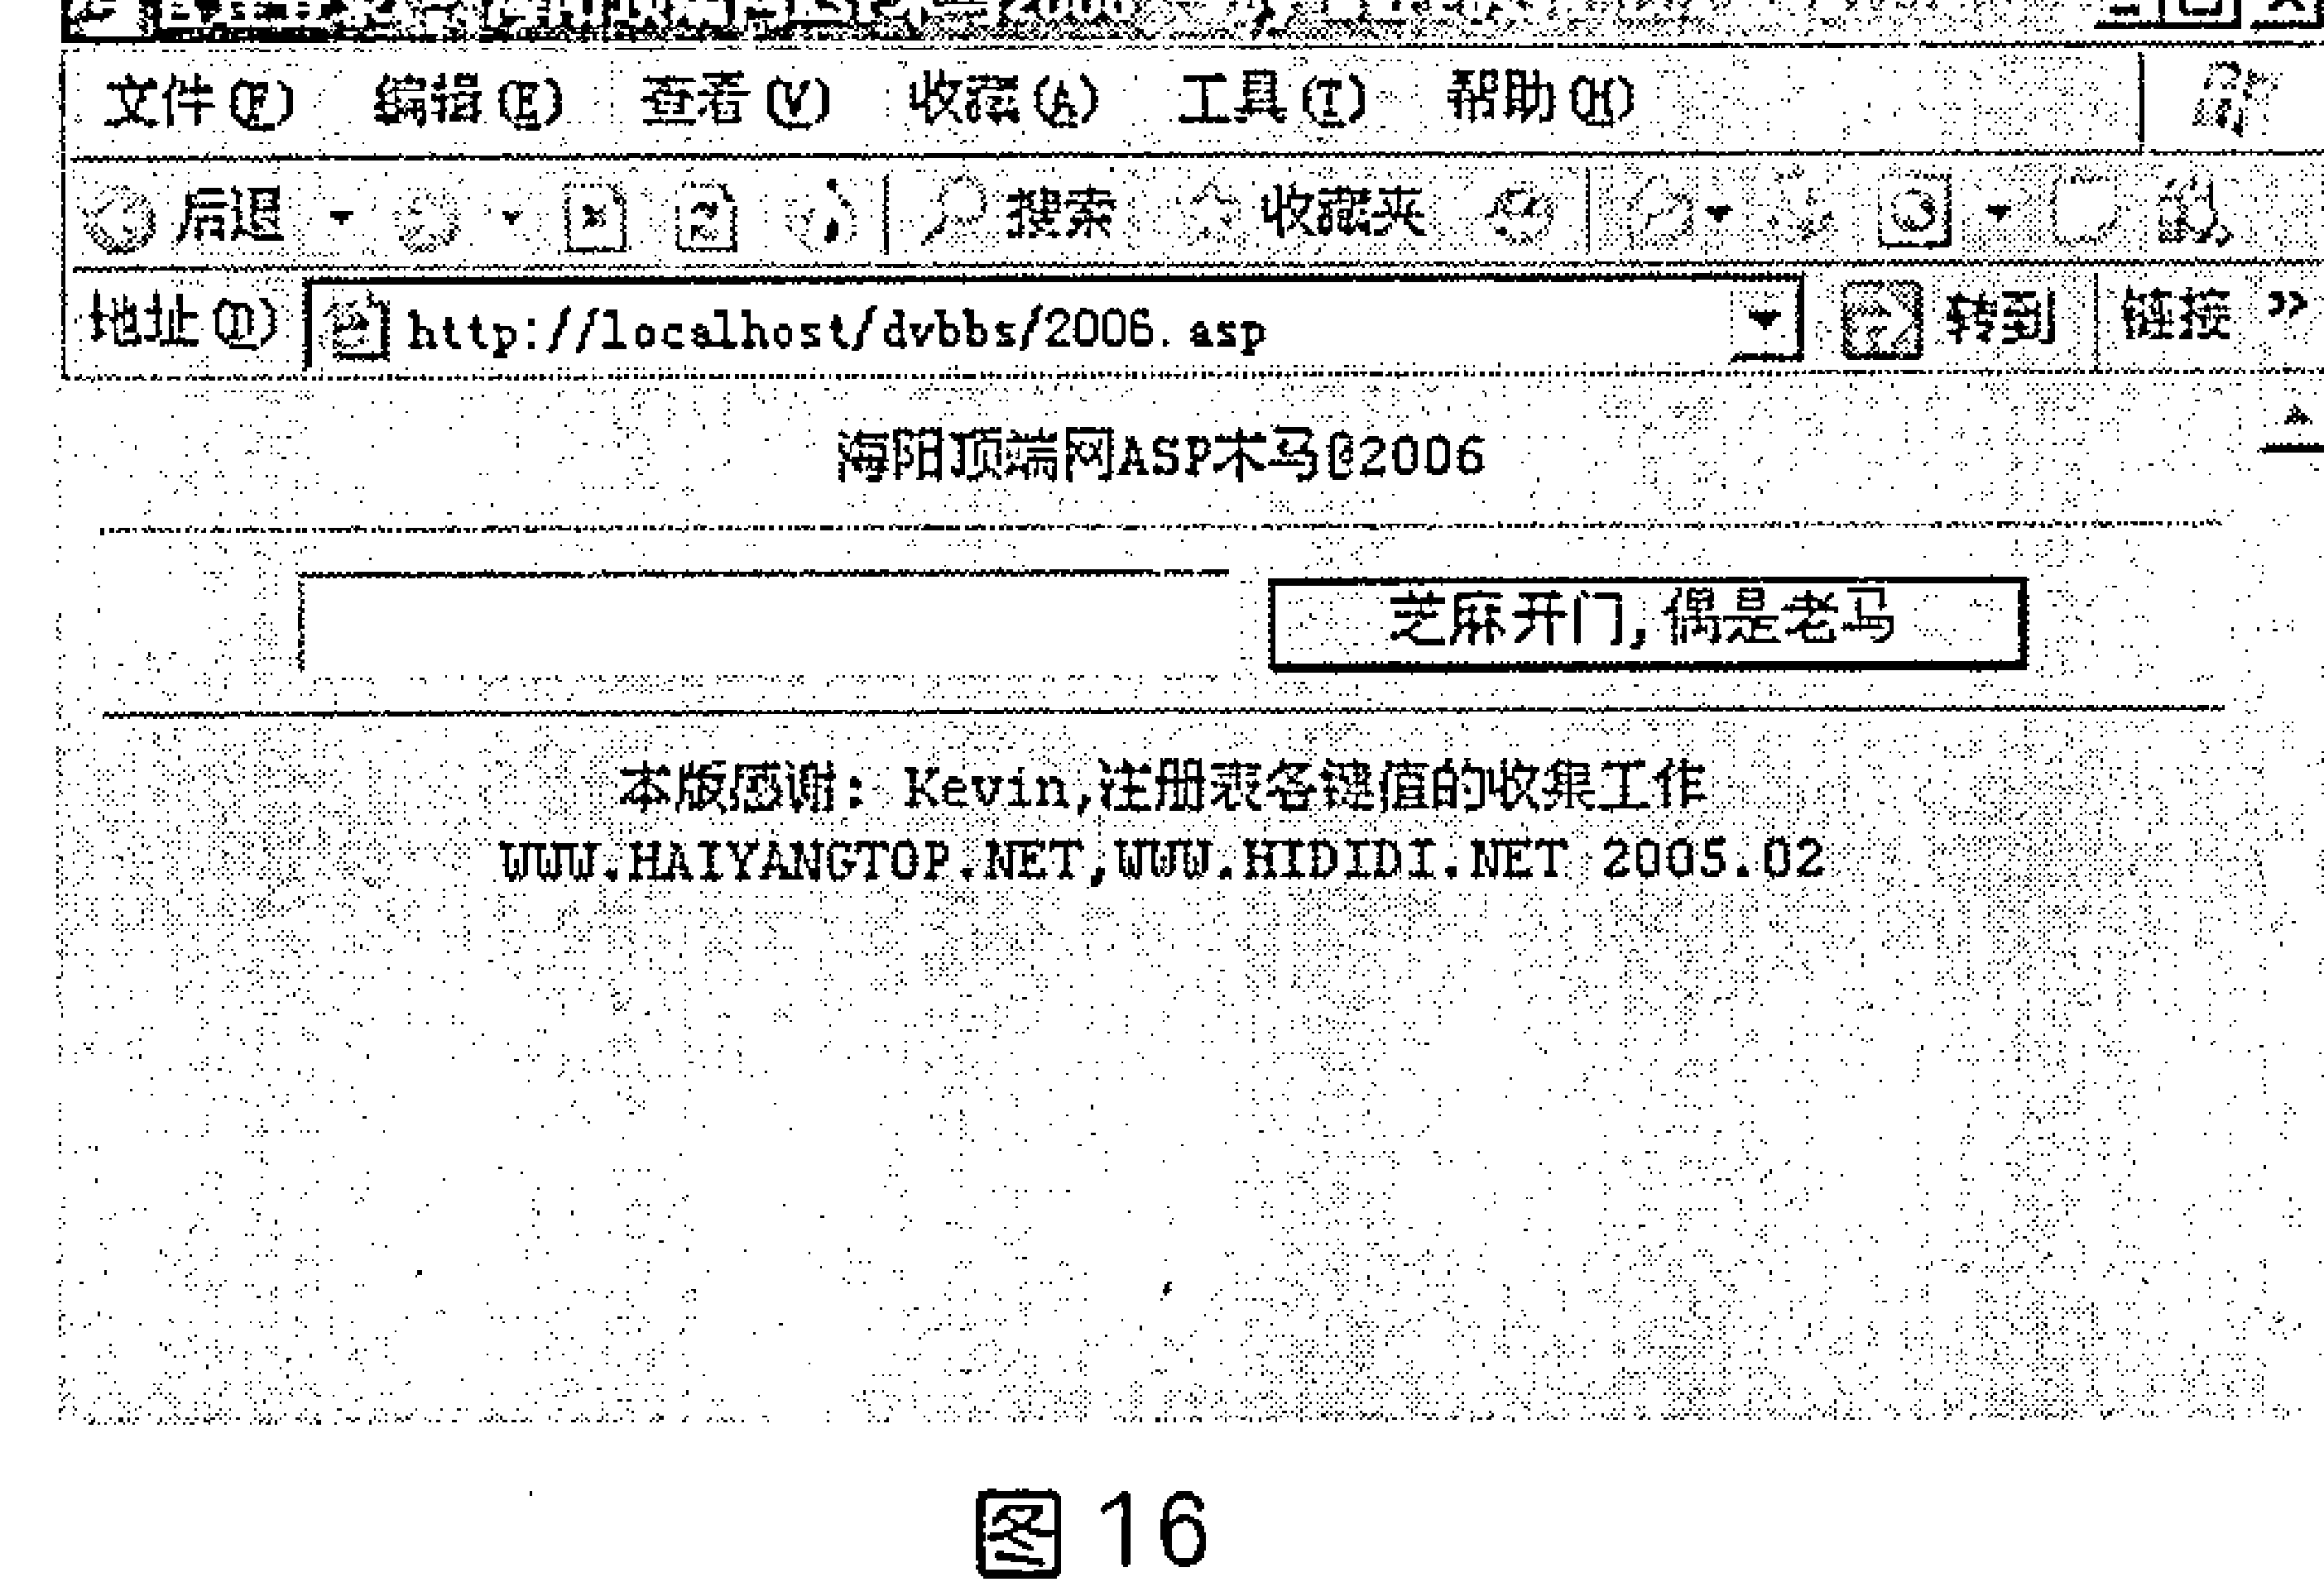 文件(F) 编辑(E) 查看(V) 收藏(A) 工具(T) 帮助(H)
后退 搜索 收藏夹
地址(D) http://localhost/dvbbs/2006.asp 转到 链接 »
海阳顶端网ASP木马@2006
芝麻开门,偶是老马
本版感谢: Kevin,注册表各键值的收集工作
WWW.HAIYANGTOP.NET,WWW.HIDIDI.NET 2005.02
图 16